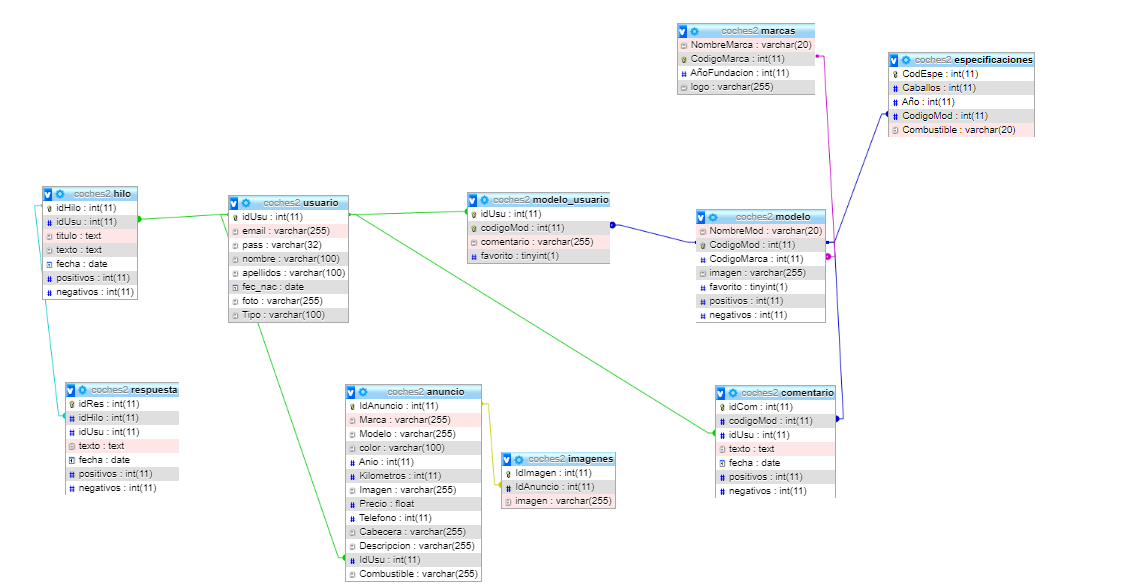 coches2 marcas
NombreMarca : varchar(20)
CodigoMarca : int(11)
AñoFundacion : int(11)
logo : varchar(255)
coches2 especificaciones
CodEspe : int(11)
Caballos : int(11)
Año : int(11)
CodigoMod : int(11)
Combustible : varchar(20)
coches2 hilo
idHilo : int(11)
idUsu : int(11)
titulo : text
texto : text
fecha : date
positivos : int(11)
negativos : int(11)
coches2 usuario
idUsu : int(11)
email : varchar(255)
pass : varchar(32)
nombre : varchar(100)
apellidos : varchar(100)
fec_nac : date
foto : varchar(255)
Tipo : varchar(100)
coches2 modelo_usuario
idUsu : int(11)
codigoMod : int(11)
comentario : varchar(255)
favorito : tinyint(1)
coches2 modelo
NombreMod : varchar(20)
CodigoMod : int(11)
CodigoMarca : int(11)
imagen : varchar(255)
favorito : tinyint(1)
positivos : int(11)
negativos : int(11)
coches2 respuesta
idRes : int(11)
idHilo : int(11)
idUsu : int(11)
texto : text
fecha : date
positivos : int(11)
negativos : int(11)
coches2 anuncio
IdAnuncio : int(11)
Marca : varchar(255)
Modelo : varchar(255)
color : varchar(100)
Anio : int(11)
Kilometros : int(11)
Imagen : varchar(255)
Precio : float
Telefono : int(11)
Cabecera : varchar(255)
Descripcion : varchar(255)
IdUsu : int(11)
Combustible : varchar(255)
coches2 imagenes
IdImagen : int(11)
IdAnuncio : int(11)
imagen : varchar(255)
coches2 comentario
idCom : int(11)
codigoMod : int(11)
idUsu : int(11)
texto : text
fecha : date
positivos : int(11)
negativos : int(11)